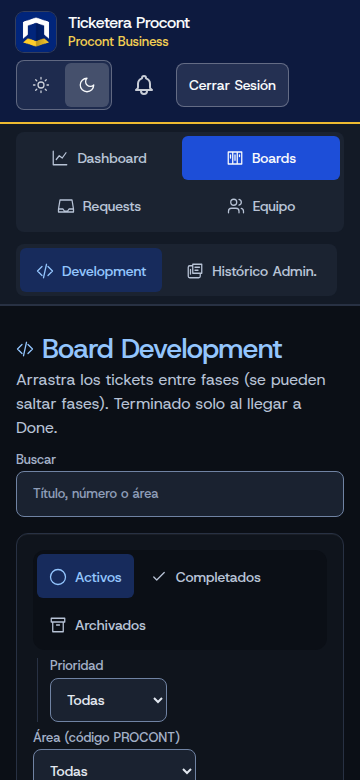 Ticketera Procont
Procont Business
Cerrar Sesión
Dashboard
Boards
Requests
Equipo
Development
Histórico Admin.
Board Development
Arrastra los tickets entre fases (se pueden
saltar fases). Terminado solo al llegar a
Done.
Buscar
Título, número o área
Activos
Completados
Archivados
Prioridad
Todas
Área (código PROCONT)
Todas